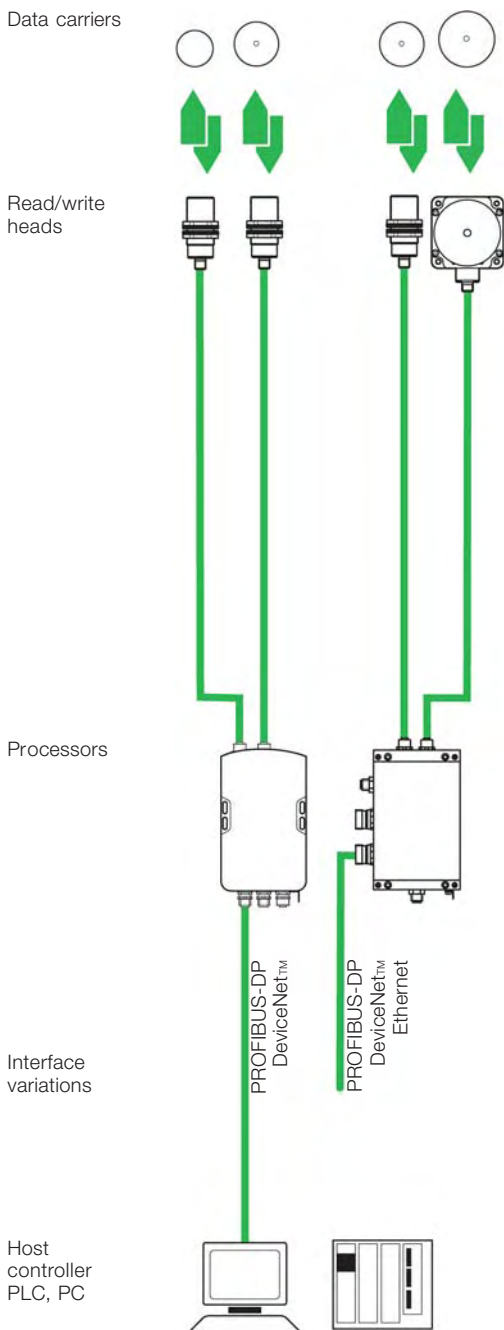 Data carriers
Read/write
heads
Processors
PROFIBUS-DP
DeviceNet™
PROFIBUS-DP
DeviceNet™
Ethernet
Interface
variations
Host
controller
PLC, PC